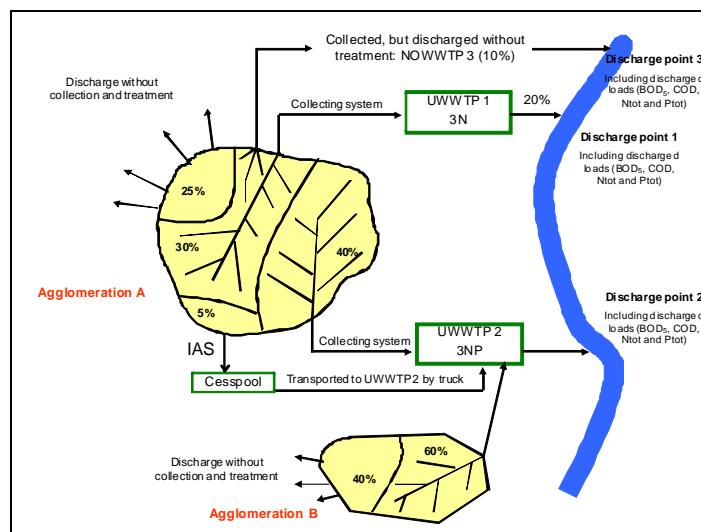 Collected, but discharged without
treatment: NOWWTP 3 (10%)
Discharge point 3
Including discharged
loads (BOD5, COD,
Ntot and Ptot)
Discharge without
collection and treatment
Collecting system
UWWTP 1
3N
20%
Discharge point 1
Including discharged
loads (BOD5, COD,
Ntot and Ptot)
25%
30%
40%
5%
Agglomeration A
IAS
Cesspool
Transported to UWWTP2 by truck
Collecting system
UWWTP 2
3NP
Discharge point 2
Including discharged
loads (BOD5, COD,
Ntot and Ptot)
Discharge without
collection and treatment
60%
40%
Agglomeration B